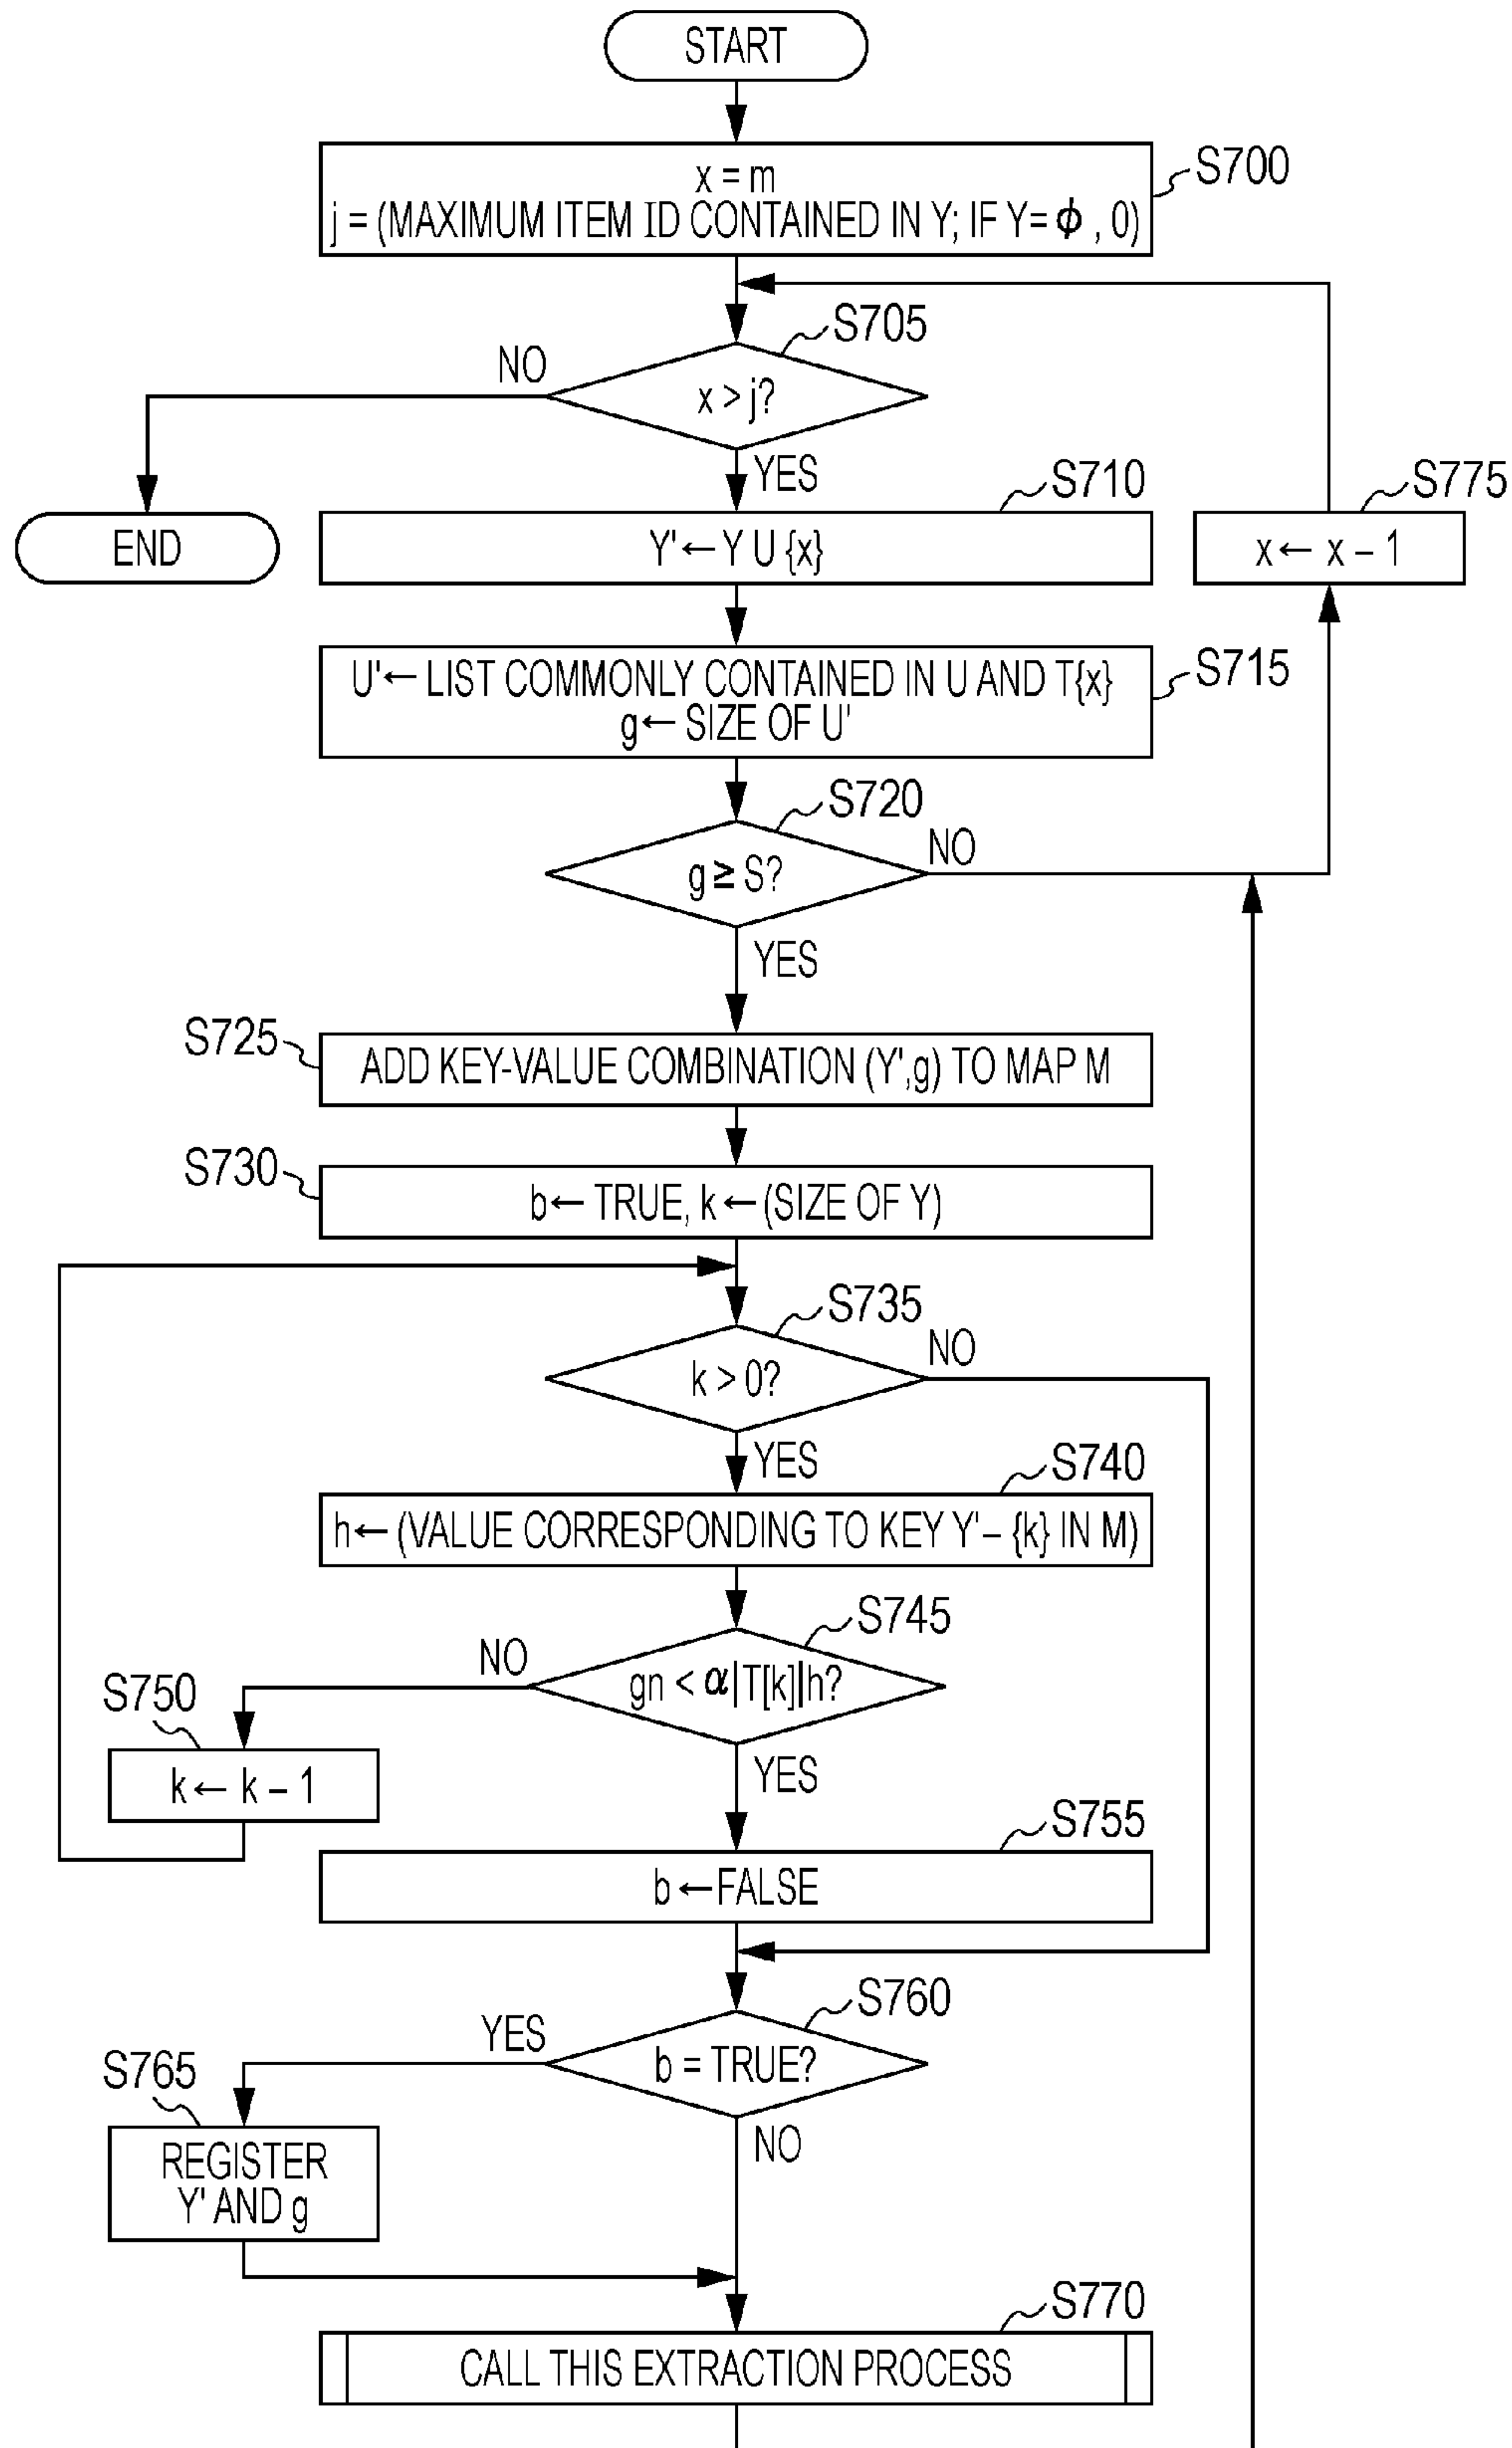 START
S700
x = m
j = (MAXIMUM ITEM ID CONTAINED IN Y; IF Y= ϕ , 0)
S705
NO
x > j?
YES
S710
S775
END
Y' ← Y U {x}
x ← x – 1
U' ← LIST COMMONLY CONTAINED IN U AND T{x}
g ← SIZE OF U'
S715
S720
NO
g ≥ S?
YES
S725
ADD KEY-VALUE COMBINATION (Y',g) TO MAP M
S730
b ← TRUE, k ← (SIZE OF Y)
S735
NO
k > 0?
YES
S740
h ← (VALUE CORRESPONDING TO KEY Y' – {k} IN M)
S745
NO
gn < α|T[k]|h?
S750
k ← k – 1
YES
S755
b ← FALSE
S760
YES
b = TRUE?
S765
NO
REGISTER
Y' AND g
S770
CALL THIS EXTRACTION PROCESS